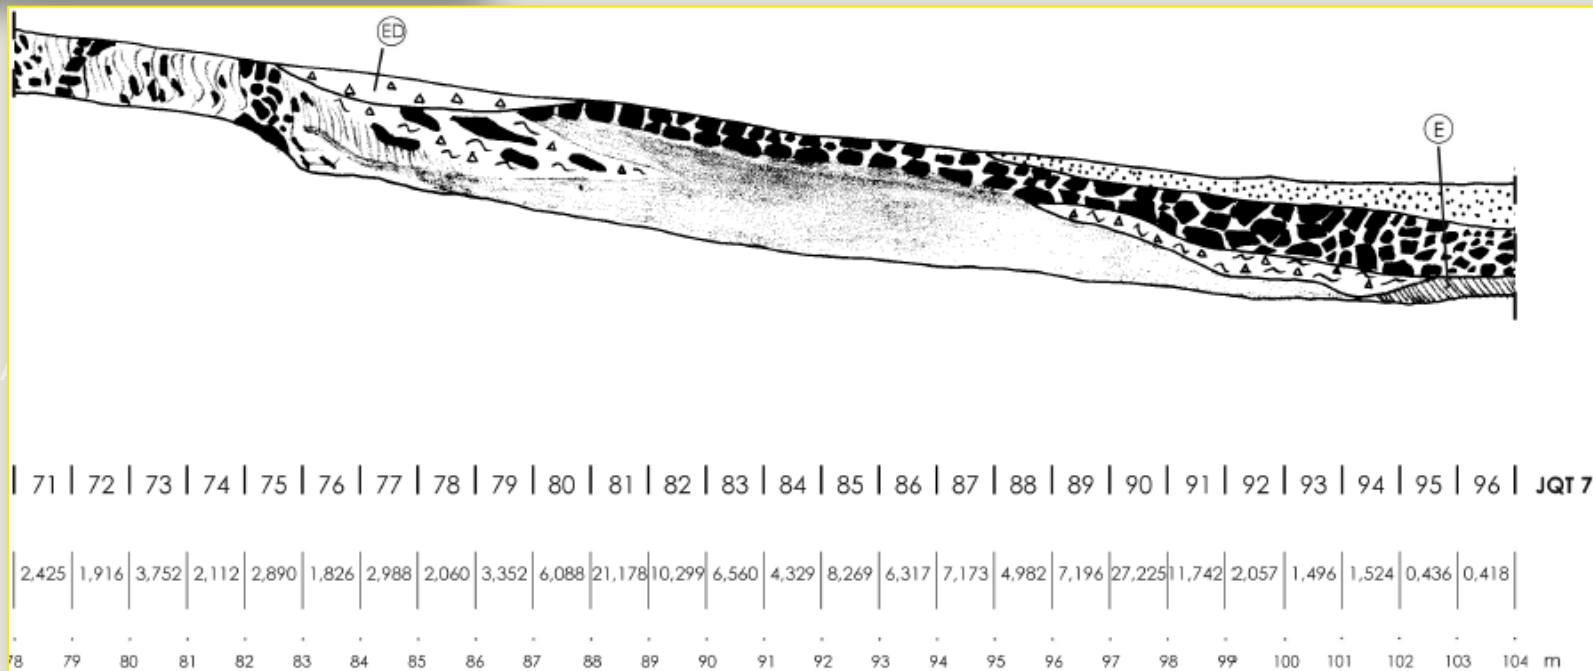 ED
E
71 72 73 74 75 76 77 78 79 80 81 82 83 84 85 86 87 88 89 90 91 92 93 94 95 96 JQT 7
2,425 1,916 3,752 2,112 2,890 1,826 2,988 2,060 3,352 6,088 21,178 10,299 6,560 4,329 8,269 6,317 7,173 4,982 7,196 27,225 11,742 2,057 1,496 1,524 0,436 0,418
78 79 80 81 82 83 84 85 86 87 88 89 90 91 92 93 94 95 96 97 98 99 100 101 102 103 104 m